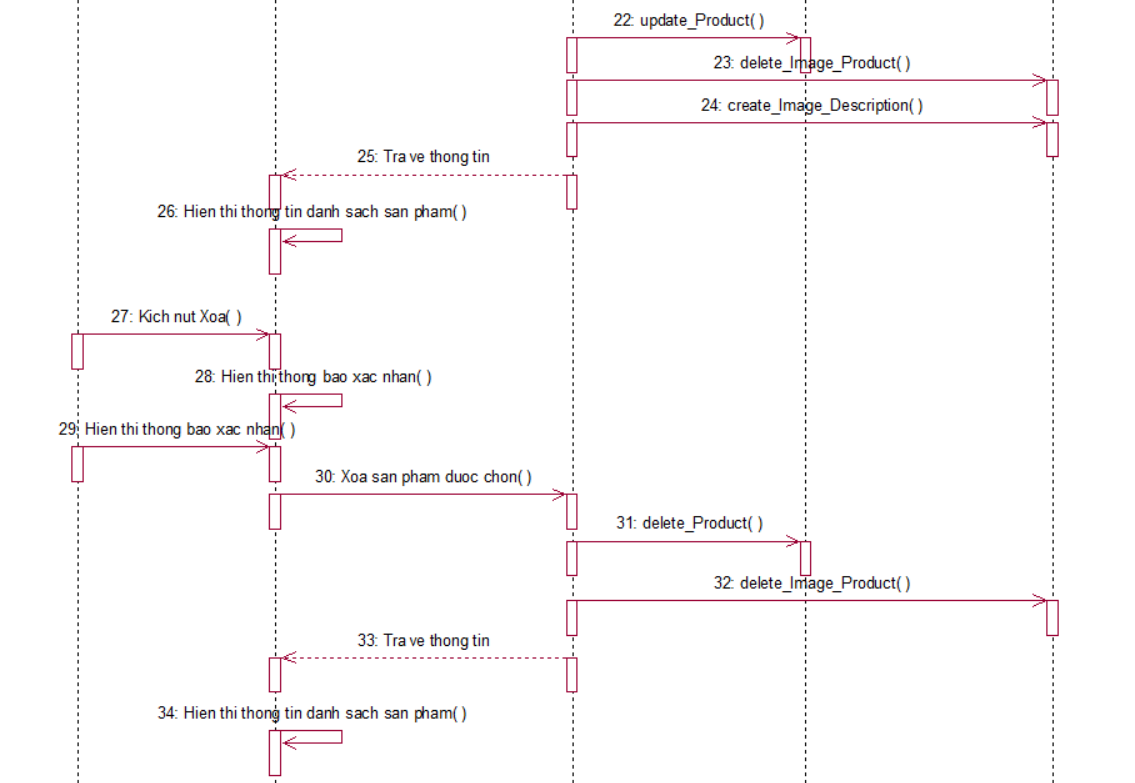 22: update_Product( )
23: delete_Image_Product( )
24: create_Image_Description( )
25: Tra ve thong tin
26: Hien thi thong tin danh sach san pham( )
27: Kich nut Xoa( )
28: Hien thi thong bao xac nhan( )
29: Hien thi thong bao xac nhan( )
30: Xoa san pham duoc chon( )
31: delete_Product( )
32: delete_Image_Product( )
33: Tra ve thong tin
34: Hien thi thong tin danh sach san pham( )